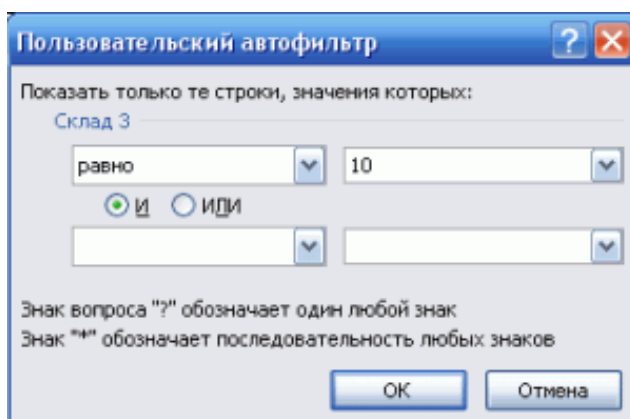 Пользовательский автофильтр
Показать только те строки, значения которых:
Склад 3
равно 10
И ИЛИ
Знак вопроса "?" обозначает один любой знак
Знак "*" обозначает последовательность любых знаков
ОК Отмена